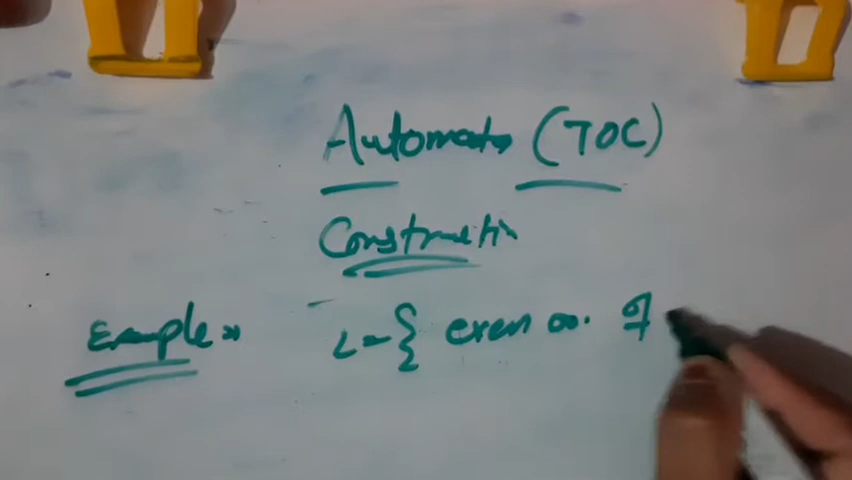 Automata (TOC)
Construction
Example»
L = { even no. of